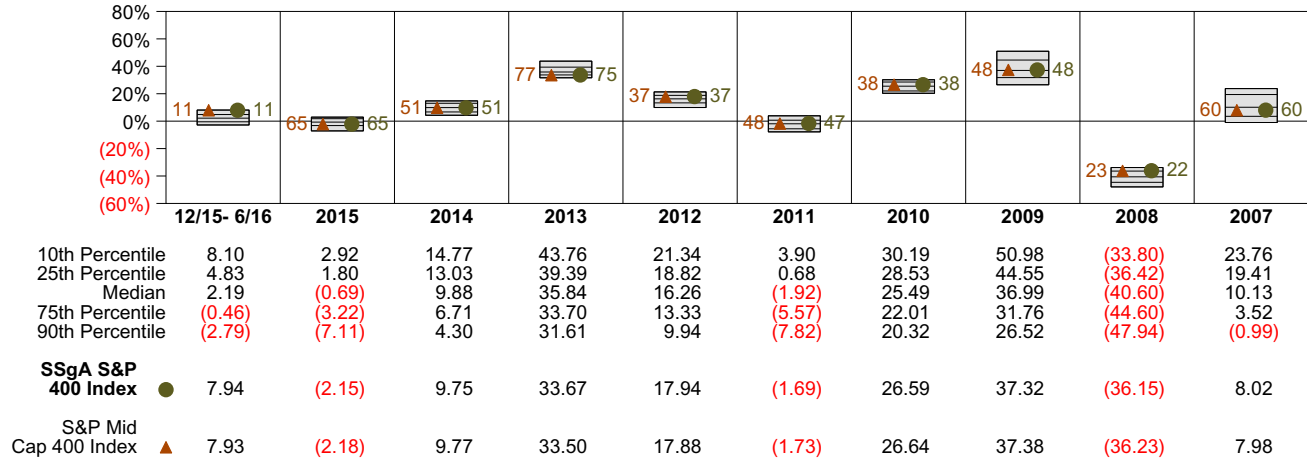 80%
60%
40%
20%
0%
(20%)
(40%)
(60%)
11 11
65 65
51 51
77 75
37 37
48 47
38 38
48 48
23 22
60 60
12/15- 6/16 2015 2014 2013 2012 2011 2010 2009 2008 2007
10th Percentile 8.10 2.92 14.77 43.76 21.34 3.90 30.19 50.98 (33.80) 23.76
25th Percentile 4.83 1.80 13.03 39.39 18.82 0.68 28.53 44.55 (36.42) 19.41
Median 2.19 (0.69) 9.88 35.84 16.26 (1.92) 25.49 36.99 (40.60) 10.13
75th Percentile (0.46) (3.22) 6.71 33.70 13.33 (5.57) 22.01 31.76 (44.60) 3.52
90th Percentile (2.79) (7.11) 4.30 31.61 9.94 (7.82) 20.32 26.52 (47.94) (0.99)
SSgA S&P
400 Index 7.94 (2.15) 9.75 33.67 17.94 (1.69) 26.59 37.32 (36.15) 8.02
S&P Mid
Cap 400 Index 7.93 (2.18) 9.77 33.50 17.88 (1.73) 26.64 37.38 (36.23) 7.98